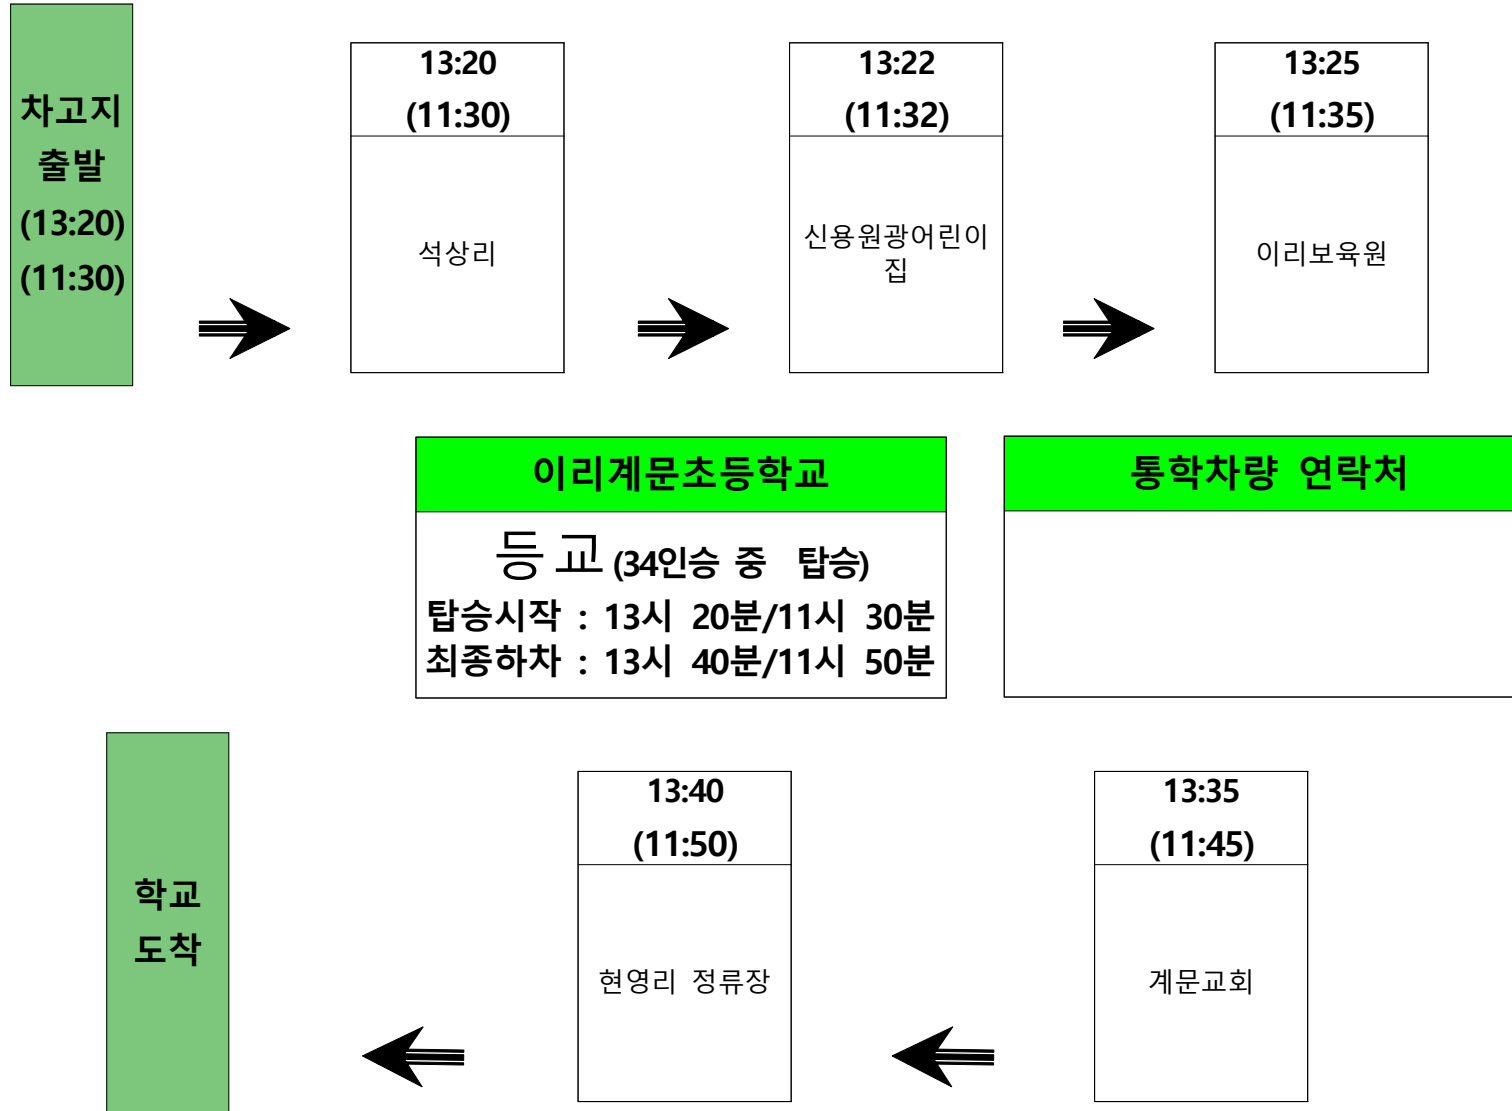 차고지
출발
(13:20)
(11:30)
13:20
(11:30)
석상리
13:22
(11:32)
신용원광어린이
집
13:25
(11:35)
이리보육원
이리계문초등학교
등교(34인승 중 탑승)
탑승시작 : 13시 20분/11시 30분
최종하차 : 13시 40분/11시 50분
통학차량 연락처
학교
도착
13:40
(11:50)
현영리 정류장
13:35
(11:45)
계문교회